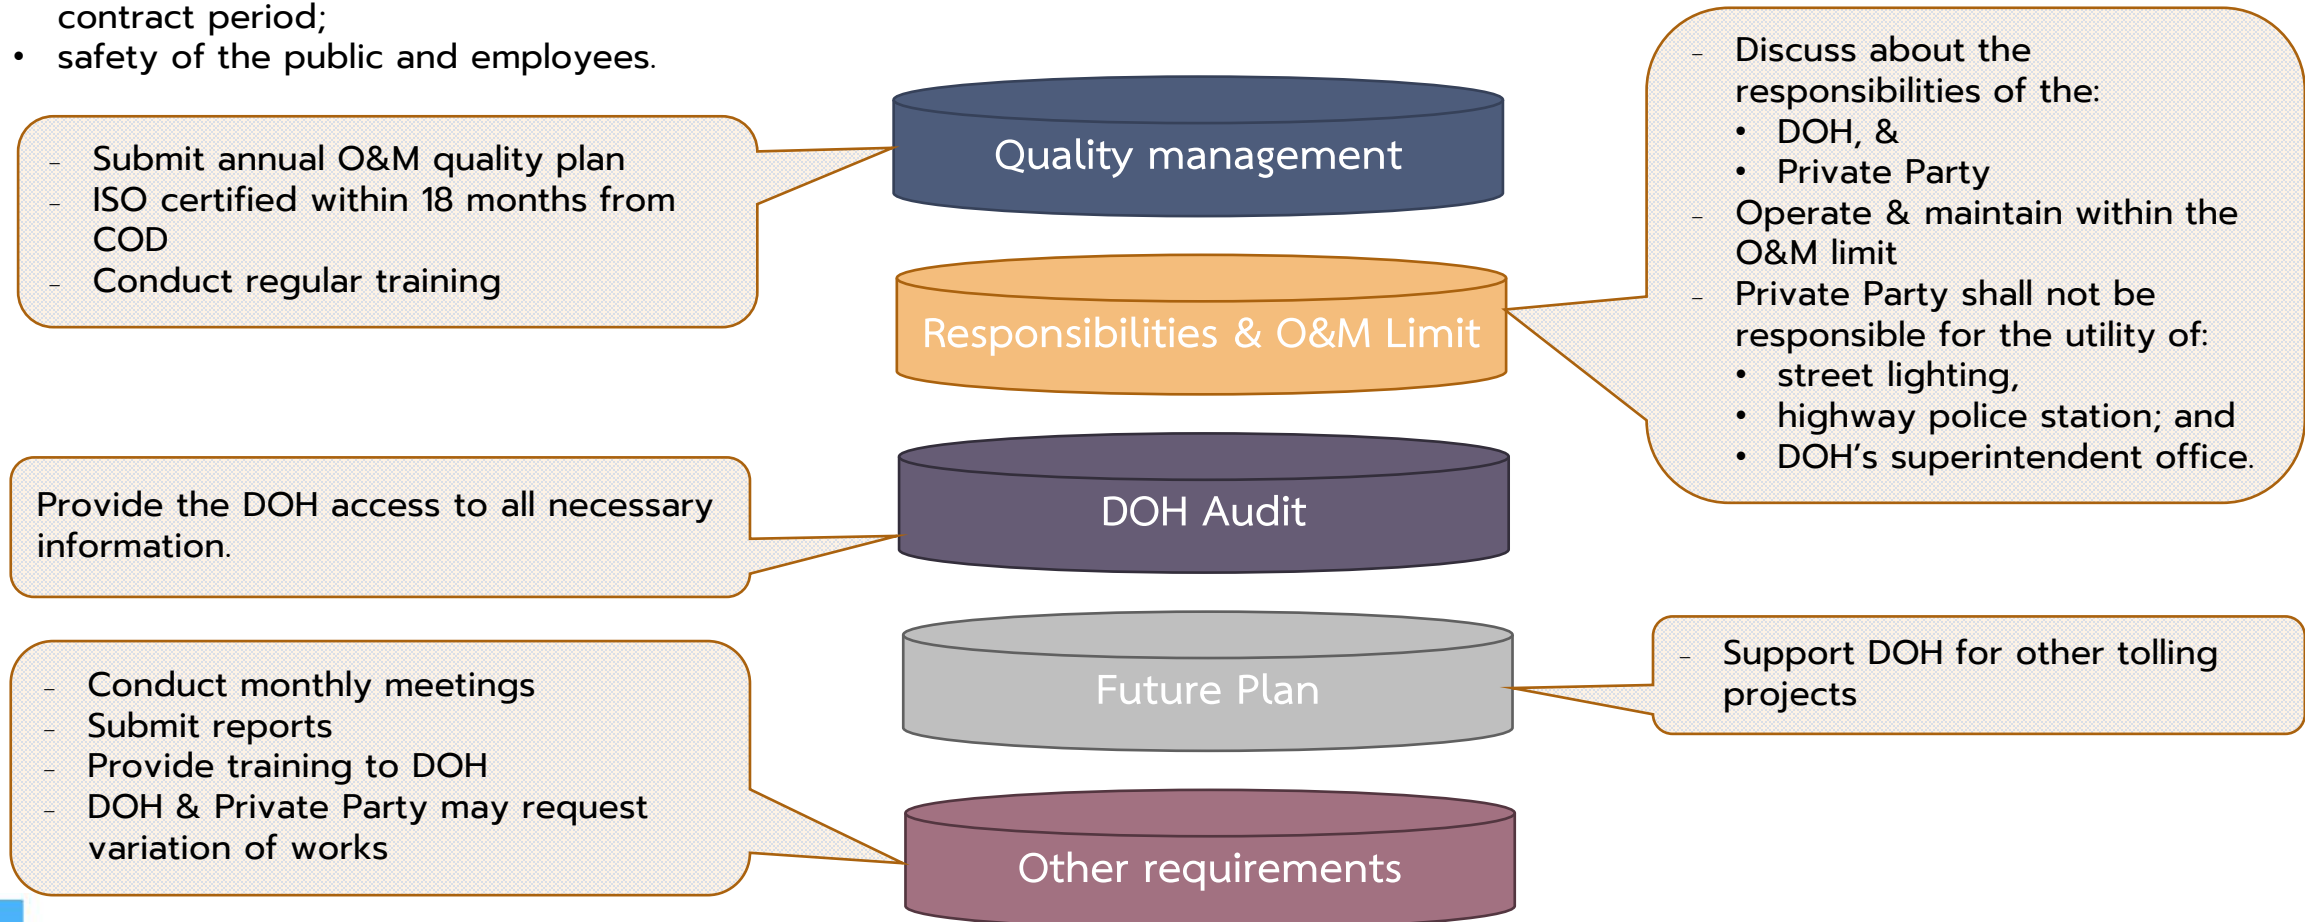 contract period;
• safety of the public and employees.
Quality management
- Submit annual O&M quality plan
- ISO certified within 18 months from
COD
- Conduct regular training
Responsibilities & O&M Limit
- Discuss about the
responsibilities of the:
• DOH, &
• Private Party
- Operate & maintain within the
O&M limit
- Private Party shall not be
responsible for the utility of:
• street lighting,
• highway police station; and
• DOH’s superintendent office.
DOH Audit
Provide the DOH access to all necessary
information.
Future Plan
- Support DOH for other tolling
projects
Other requirements
- Conduct monthly meetings
- Submit reports
- Provide training to DOH
- DOH & Private Party may request
variation of works